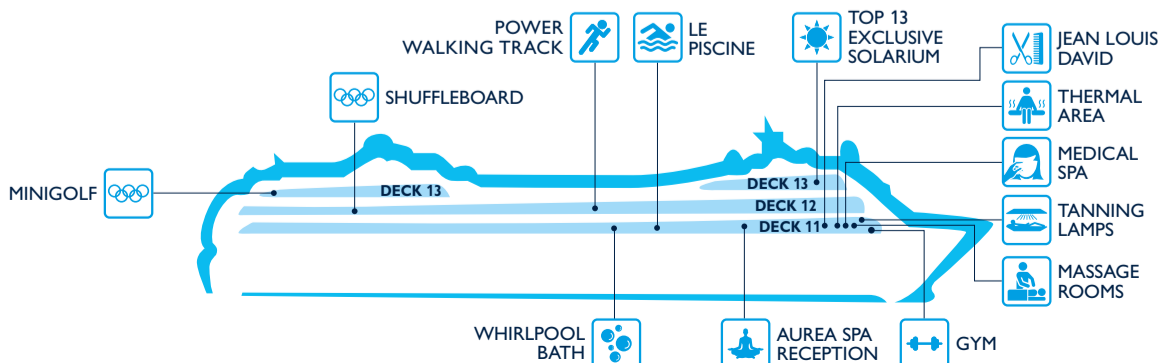 POWER
WALKING TRACK
LE
PISCINE
TOP 13
EXCLUSIVE
SOLARIUM
JEAN LOUIS
DAVID
SHUFFLEBOARD
THERMAL
AREA
MEDICAL
SPA
MINIGOLF
DECK 13
DECK 13
DECK 12
DECK 11
TANNING
LAMPS
MASSAGE
ROOMS
WHIRLPOOL
BATH
AUREA SPA
RECEPTION
GYM